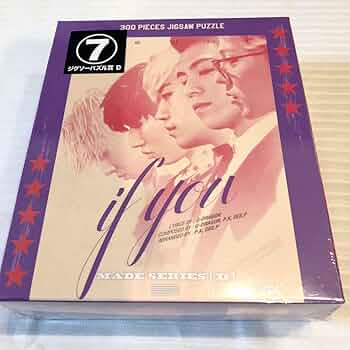 300 PIECES JIGSAW PUZZLE
7
ジグソーパズル賞 D
if you
LYRICS BY : G-DRAGON
COMPOSED BY : G-DRAGON, P.K, DEE.P
ARRANGED BY : P.K, DEE.P
MADE SERIES [D]